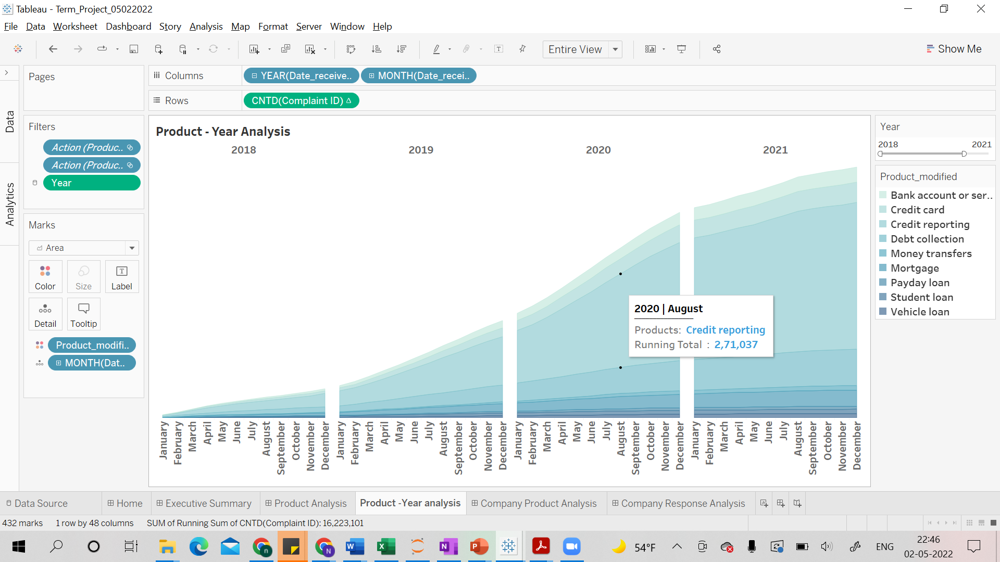 Tableau - Term_Project_05022022
File Data Worksheet Dashboard Story Analysis Map Format Server Window Help
Entire View
Show Me
Pages
Columns
YEAR(Date_receive..
MONTH(Date_recei..
Rows
CNTD(Complaint ID) Δ
Data
Analytics
Filters
Action (Produc..
Action (Produc..
Year
Marks
Area
Color Size Label
Detail Tooltip
Product_modifi..
MONTH(Dat..
Product - Year Analysis
2018 2019 2020 2021
2020 | August
Products: Credit reporting
Running Total : 2,71,037
January February March April May June July August September October November December January February March April May June July August September October November December January February March April May June July August September October November December January February March April May June July August September October November December
Year
2018 2021
Product_modified
Bank account or ser..
Credit card
Credit reporting
Debt collection
Money transfers
Mortgage
Payday loan
Student loan
Vehicle loan
Data Source Home Executive Summary Product Analysis Product -Year analysis Company Product Analysis Company Response Analysis
432 marks 1 row by 48 columns SUM of Running Sum of CNTD(Complaint ID): 16,223,101
54°F
ENG
22:46
02-05-2022